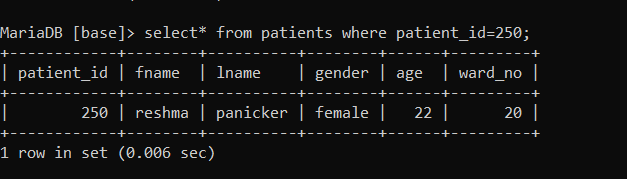 MariaDB [base]> select* from patients where patient_id=250;
+------------+--------+----------+--------+------+---------+
| patient_id | fname  | lname    | gender | age  | ward_no |
+------------+--------+----------+--------+------+---------+
|        250 | reshma | panicker | female |   22 |      20 |
+------------+--------+----------+--------+------+---------+
1 row in set (0.006 sec)